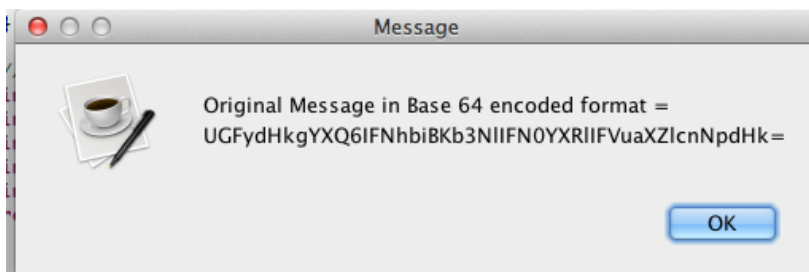 Message
Original Message in Base 64 encoded format =
UGFydHkgYXQ6IFNhbiBKb3NlIFN0YXRlIFVuaXZlcnNpdHk=
OK